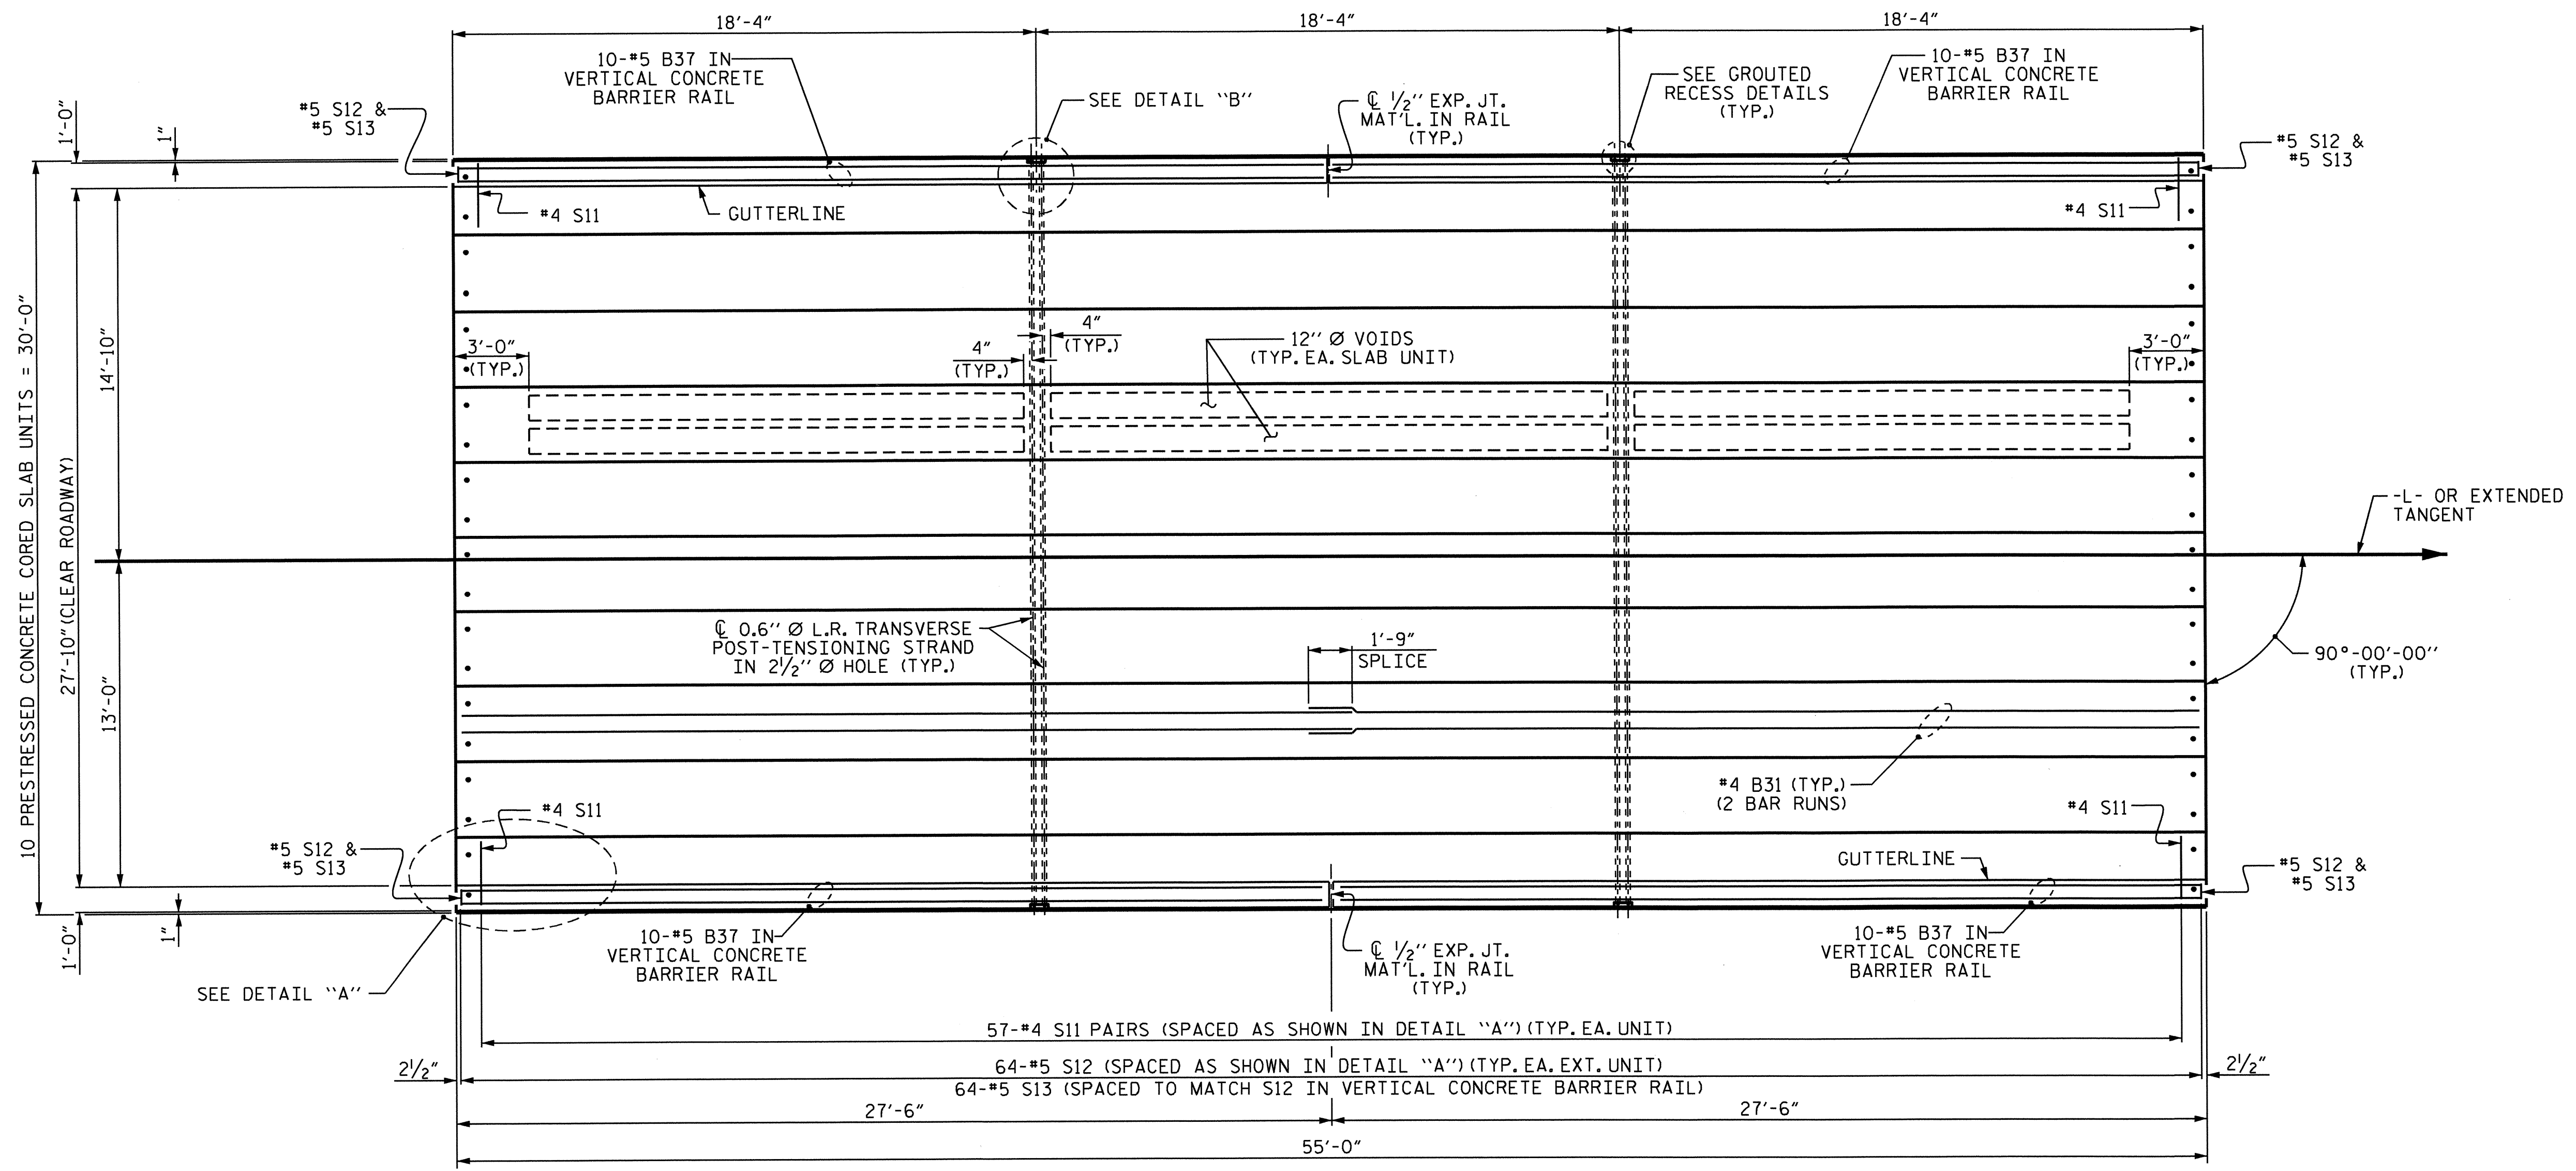 18'-4"
18'-4"
18'-4"
10-#5 B37 IN
VERTICAL CONCRETE
BARRIER RAIL
SEE DETAIL "B"
℄ 1/2" EXP. JT.
MAT'L. IN RAIL
(TYP.)
SEE GROUTED
RECESS DETAILS
(TYP.)
10-#5 B37 IN
VERTICAL CONCRETE
BARRIER RAIL
#5 S12 &
#5 S13
#5 S12 &
#5 S13
1'-0"
1"
#4 S11
GUTTERLINE
#4 S11
10 PRESTRESSED CONCRETE CORED SLAB UNITS = 30'-0"
27'-10" (CLEAR ROADWAY)
14'-10"
13'-0"
3'-0"
(TYP.)
4"
(TYP.)
4"
(TYP.)
12" Ø VOIDS
(TYP. EA. SLAB UNIT)
3'-0"
(TYP.)
-L- OR EXTENDED
TANGENT
℄ 0.6" Ø L.R. TRANSVERSE
POST-TENSIONING STRAND
IN 2 1/2" Ø HOLE (TYP.)
1'-9"
SPLICE
90°-00'-00"
(TYP.)
#4 B31 (TYP.)
(2 BAR RUNS)
#4 S11
#4 S11
#5 S12 &
#5 S13
GUTTERLINE
#5 S12 &
#5 S13
1'-0"
1"
10-#5 B37 IN
VERTICAL CONCRETE
BARRIER RAIL
℄ 1/2" EXP. JT.
MAT'L. IN RAIL
(TYP.)
10-#5 B37 IN
VERTICAL CONCRETE
BARRIER RAIL
SEE DETAIL "A"
57-#4 S11 PAIRS (SPACED AS SHOWN IN DETAIL "A") (TYP. EA. UNIT)
2 1/2"
64-#5 S12 (SPACED AS SHOWN IN DETAIL "A") (TYP. EA. EXT. UNIT)
2 1/2"
64-#5 S13 (SPACED TO MATCH S12 IN VERTICAL CONCRETE BARRIER RAIL)
27'-6"
27'-6"
55'-0"